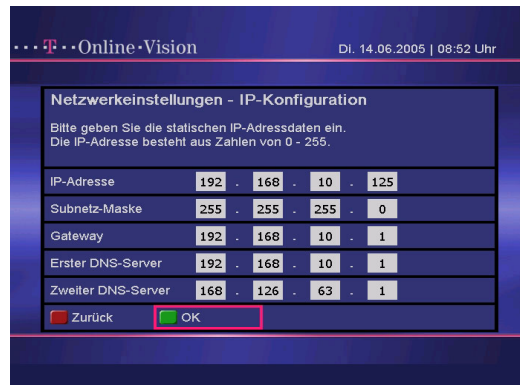 ···T··Online·Vision
Di. 14.06.2005 | 08:52 Uhr
Netzwerkeinstellungen - IP-Konfiguration
Bitte geben Sie die statischen IP-Adressdaten ein.
Die IP-Adresse besteht aus Zahlen von 0 - 255.
IP-Adresse 192 . 168 . 10 . 125
Subnetz-Maske 255 . 255 . 255 . 0
Gateway 192 . 168 . 10 . 1
Erster DNS-Server 192 . 168 . 10 . 1
Zweiter DNS-Server 168 . 126 . 63 . 1
Zurück OK